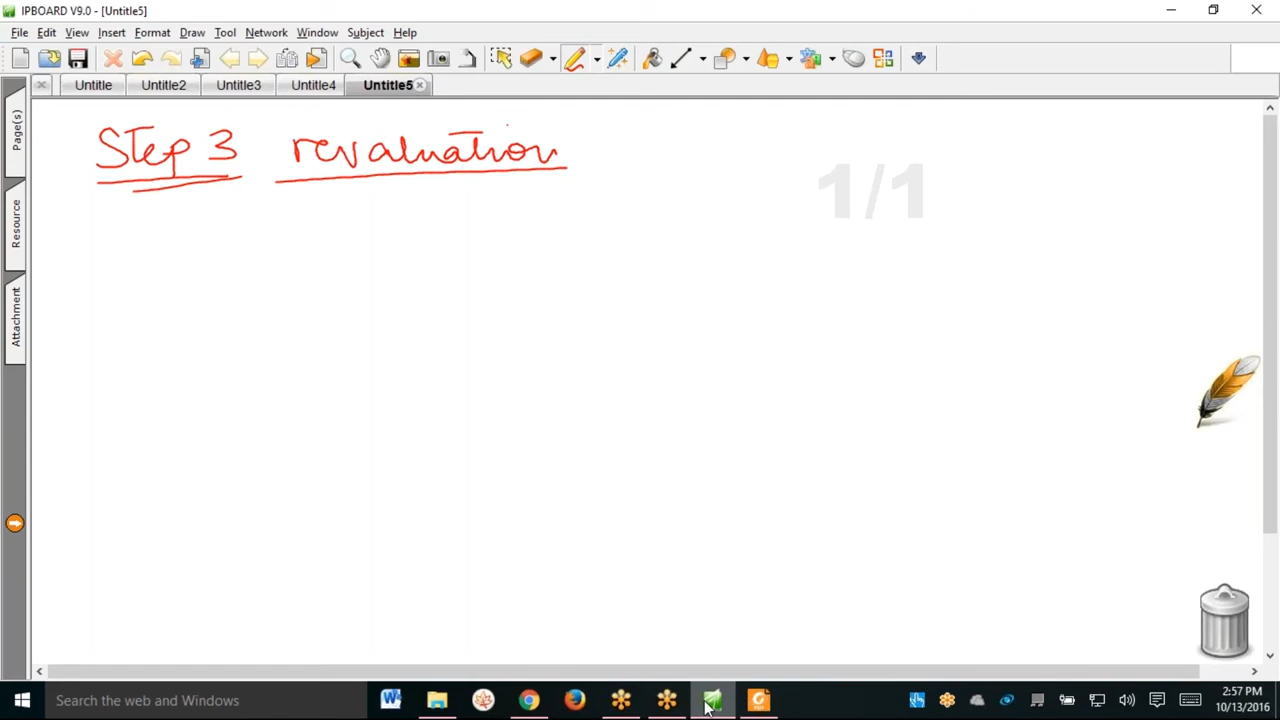 IPBOARD V9.0 - [Untitle5]
File Edit View Insert Format Draw Tool Network Window Subject Help
Untitle Untitle2 Untitle3 Untitle4 Untitle5
Page(s)
Resource
Attachment
Step 3 revaluation
1/1
Search the web and Windows
2:57 PM
10/13/2016